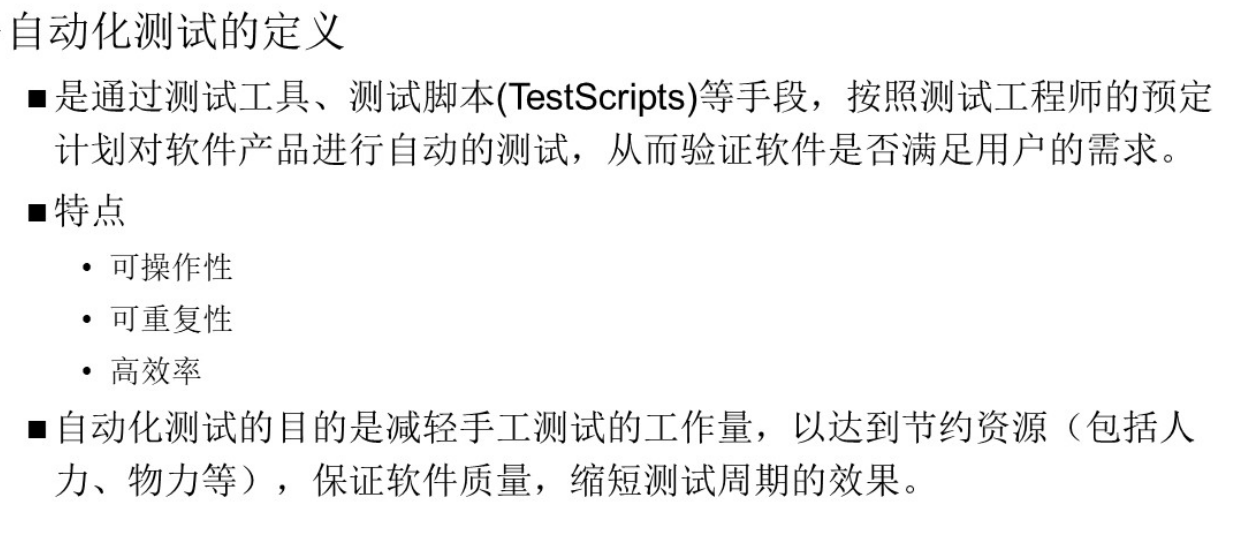 自动化测试的定义
■是通过测试工具、测试脚本(TestScripts)等手段，按照测试工程师的预定
计划对软件产品进行自动的测试，从而验证软件是否满足用户的需求。
■特点
• 可操作性
• 可重复性
• 高效率
■自动化测试的目的是减轻手工测试的工作量，以达到节约资源（包括人
力、物力等），保证软件质量，缩短测试周期的效果。